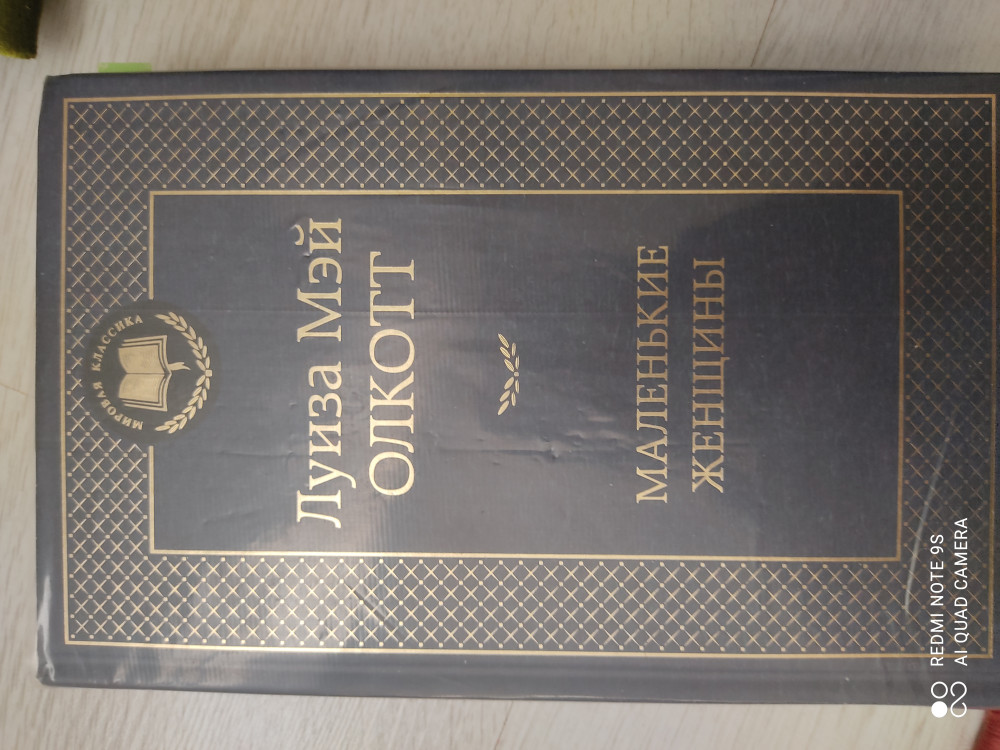 МИРОВАЯ КЛАССИКА
Луиза Мэй
ОЛКОТТ
МАЛЕНЬКИЕ
ЖЕНЩИНЫ
REDMI NOTE 9S
AI QUAD CAMERA